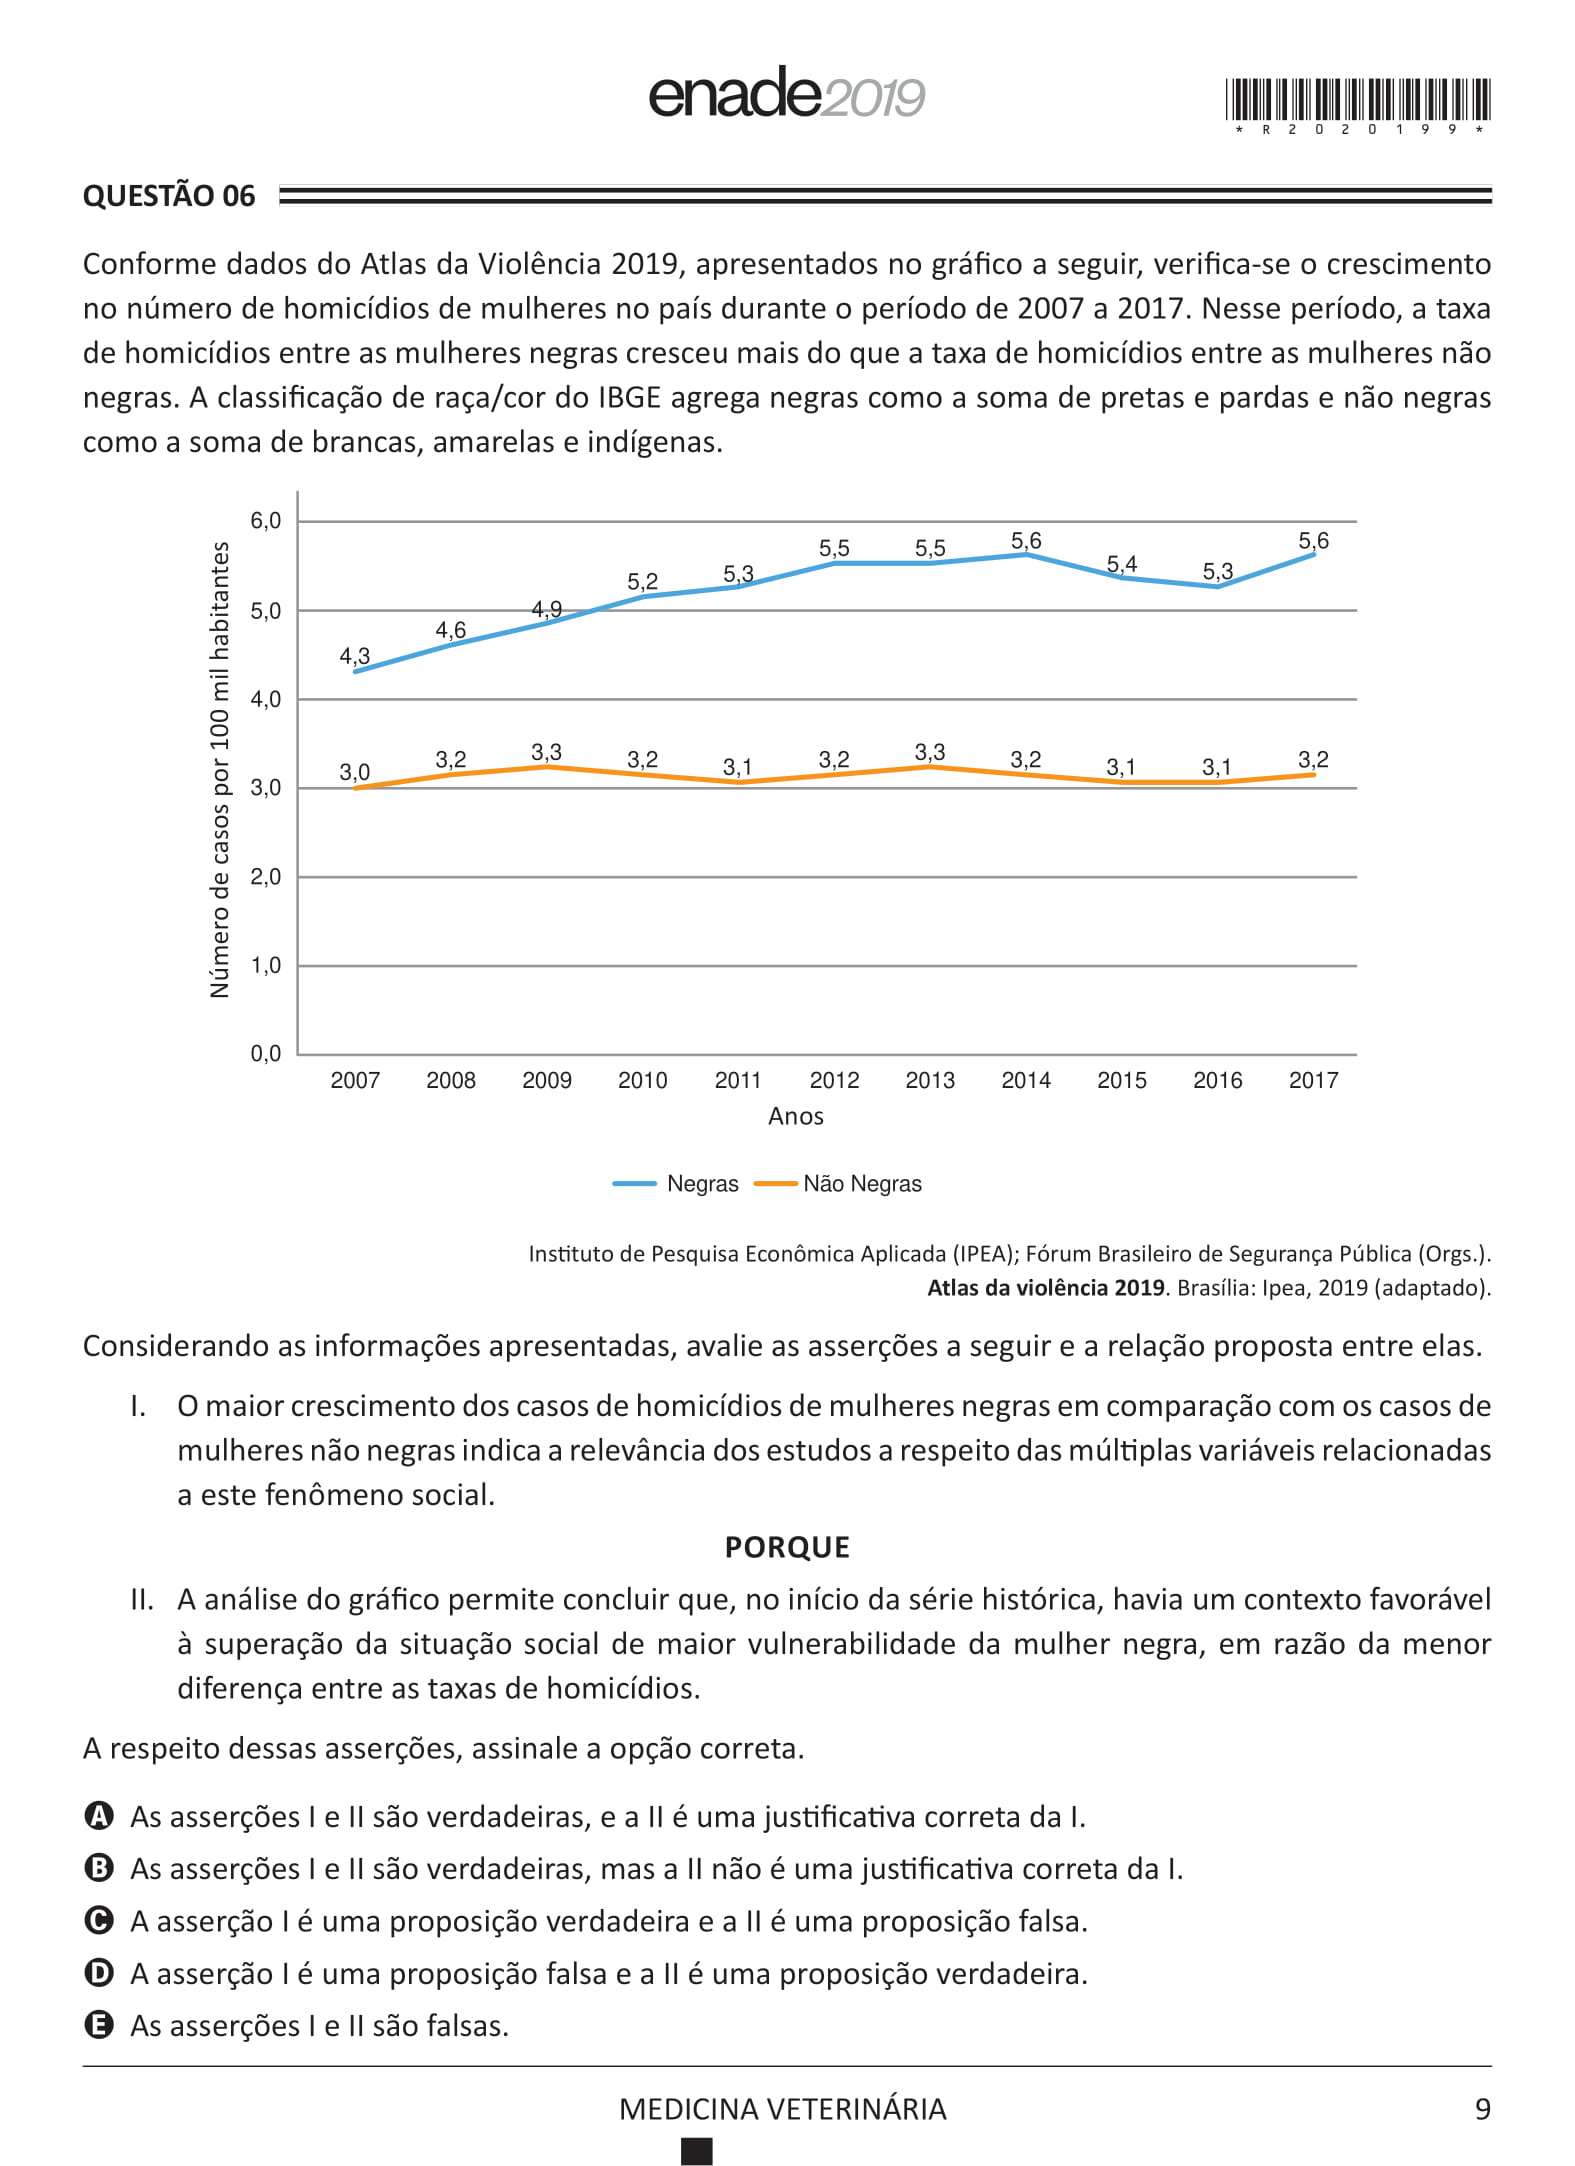 enade2019
*R2020199*
QUESTÃO 06
Conforme dados do Atlas da Violência 2019, apresentados no gráfico a seguir, verifica-se o crescimento
no número de homicídios de mulheres no país durante o período de 2007 a 2017. Nesse período, a taxa
de homicídios entre as mulheres negras cresceu mais do que a taxa de homicídios entre as mulheres não
negras. A classificação de raça/cor do IBGE agrega negras como a soma de pretas e pardas e não negras
como a soma de brancas, amarelas e indígenas.
Número de casos por 100 mil habitantes
6,0
5,0
4,0
3,0
2,0
1,0
0,0
4,3 4,6 4,9 5,2 5,3 5,5 5,5 5,6 5,4 5,3 5,6
3,0 3,2 3,3 3,2 3,1 3,2 3,3 3,2 3,1 3,1 3,2
2007 2008 2009 2010 2011 2012 2013 2014 2015 2016 2017
Anos
Negras Não Negras
Instituto de Pesquisa Econômica Aplicada (IPEA); Fórum Brasileiro de Segurança Pública (Orgs.).
Atlas da violência 2019. Brasília: Ipea, 2019 (adaptado).
Considerando as informações apresentadas, avalie as asserções a seguir e a relação proposta entre elas.
I. O maior crescimento dos casos de homicídios de mulheres negras em comparação com os casos de
mulheres não negras indica a relevância dos estudos a respeito das múltiplas variáveis relacionadas
a este fenômeno social.
PORQUE
II. A análise do gráfico permite concluir que, no início da série histórica, havia um contexto favorável
à superação da situação social de maior vulnerabilidade da mulher negra, em razão da menor
diferença entre as taxas de homicídios.
A respeito dessas asserções, assinale a opção correta.
A As asserções I e II são verdadeiras, e a II é uma justificativa correta da I.
B As asserções I e II são verdadeiras, mas a II não é uma justificativa correta da I.
C A asserção I é uma proposição verdadeira e a II é uma proposição falsa.
D A asserção I é uma proposição falsa e a II é uma proposição verdadeira.
E As asserções I e II são falsas.
MEDICINA VETERINÁRIA
9